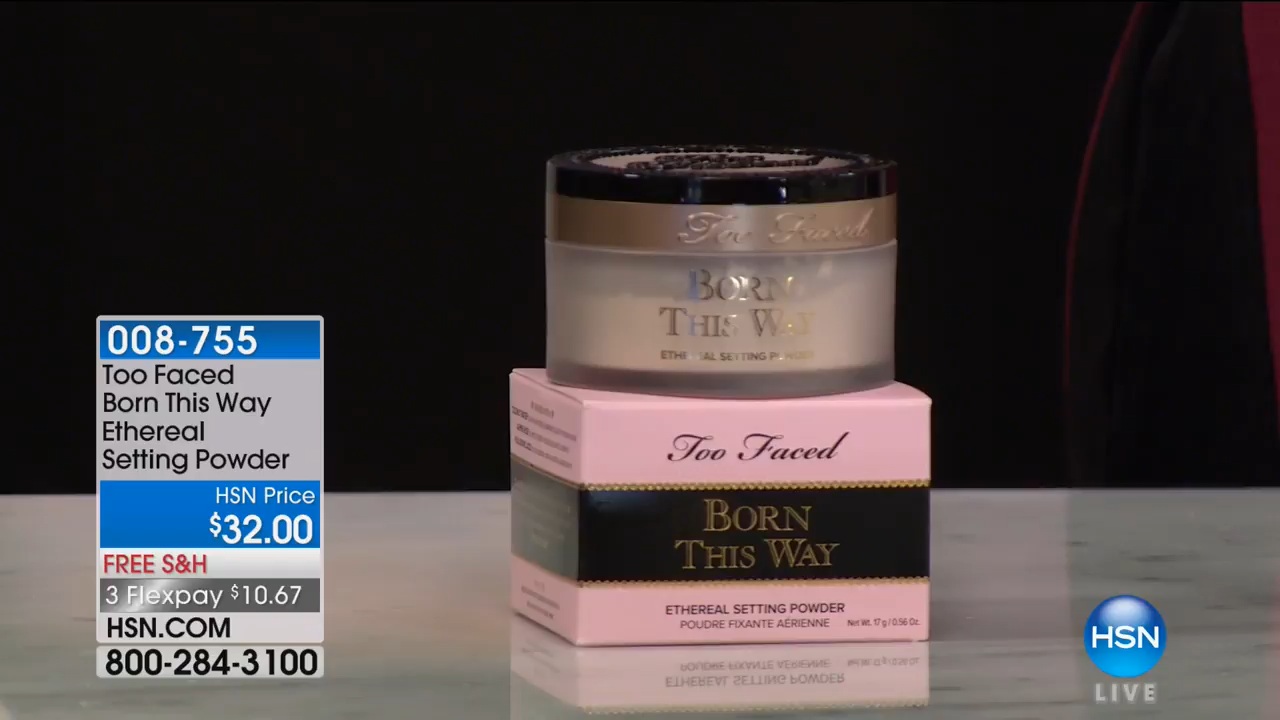 008-755
Too Faced
Born This Way
Ethereal
Setting Powder
HSN Price
$32.00
FREE S&H
3 Flexpay $10.67
HSN.COM
800-284-3100
Too Faced
BORN
THIS WAY
ETHEREAL SETTING POWDER
Too Faced
BORN
THIS WAY
ETHEREAL SETTING POWDER
POUDRE FIXANTE AÉRIENNE
Net Wt. 17 g / 0.56 Oz.
HSN
LIVE